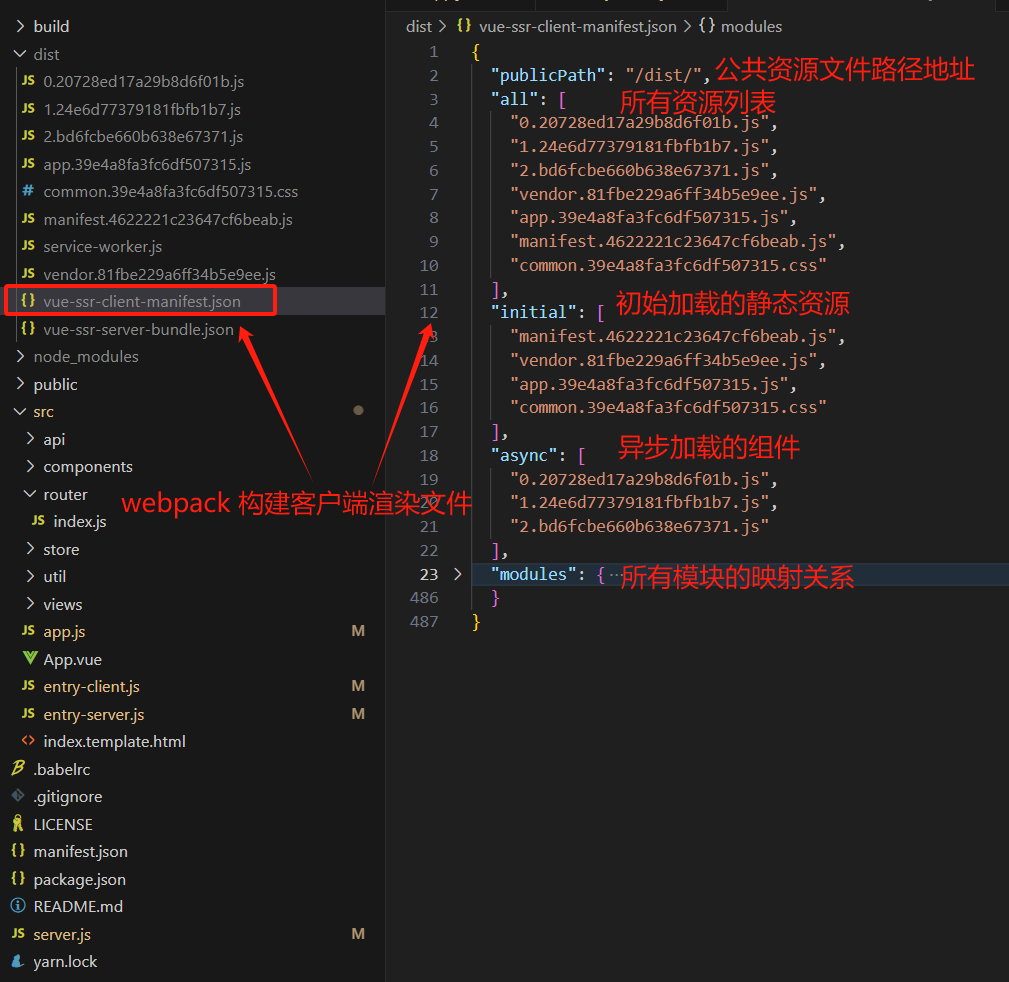 build
dist
JS 0.20728ed17a29b8d6f01b.js
JS 1.24e6d77379181fbfb1b7.js
JS 2.bd6fcbe660b638e67371.js
JS app.39e4a8fa3fc6df507315.js
# common.39e4a8fa3fc6df507315.css
JS manifest.4622221c23647cf6beab.js
JS service-worker.js
JS vendor.81fbe229a6ff34b5e9ee.js
{} vue-ssr-client-manifest.json
{} vue-ssr-server-bundle.json
node_modules
public
src
api
components
router
JS index.js
store
util
views
JS app.js M
App.vue
JS entry-client.js M
JS entry-server.js M
<> index.template.html
.babelrc
.gitignore
LICENSE
{} manifest.json
{} package.json
README.md
JS server.js M
yarn.lock
webpack 构建客户端渲染文件
dist > {} vue-ssr-client-manifest.json > {} modules
1 {
2 "publicPath": "/dist/", 公共资源文件路径地址
3 "all": [ 所有资源列表
4 "0.20728ed17a29b8d6f01b.js",
5 "1.24e6d77379181fbfb1b7.js",
6 "2.bd6fcbe660b638e67371.js",
7 "vendor.81fbe229a6ff34b5e9ee.js",
8 "app.39e4a8fa3fc6df507315.js",
9 "manifest.4622221c23647cf6beab.js",
10 "common.39e4a8fa3fc6df507315.css"
11 ],
12 "initial": [ 初始加载的静态资源
3 "manifest.4622221c23647cf6beab.js",
14 "vendor.81fbe229a6ff34b5e9ee.js",
15 "app.39e4a8fa3fc6df507315.js",
16 "common.39e4a8fa3fc6df507315.css"
17 ],
18 "async": [ 异步加载的组件
19 "0.20728ed17a29b8d6f01b.js",
20 "1.24e6d77379181fbfb1b7.js",
21 "2.bd6fcbe660b638e67371.js"
22 ],
23 > "modules": {··· 所有模块的映射关系
486 }
487 }